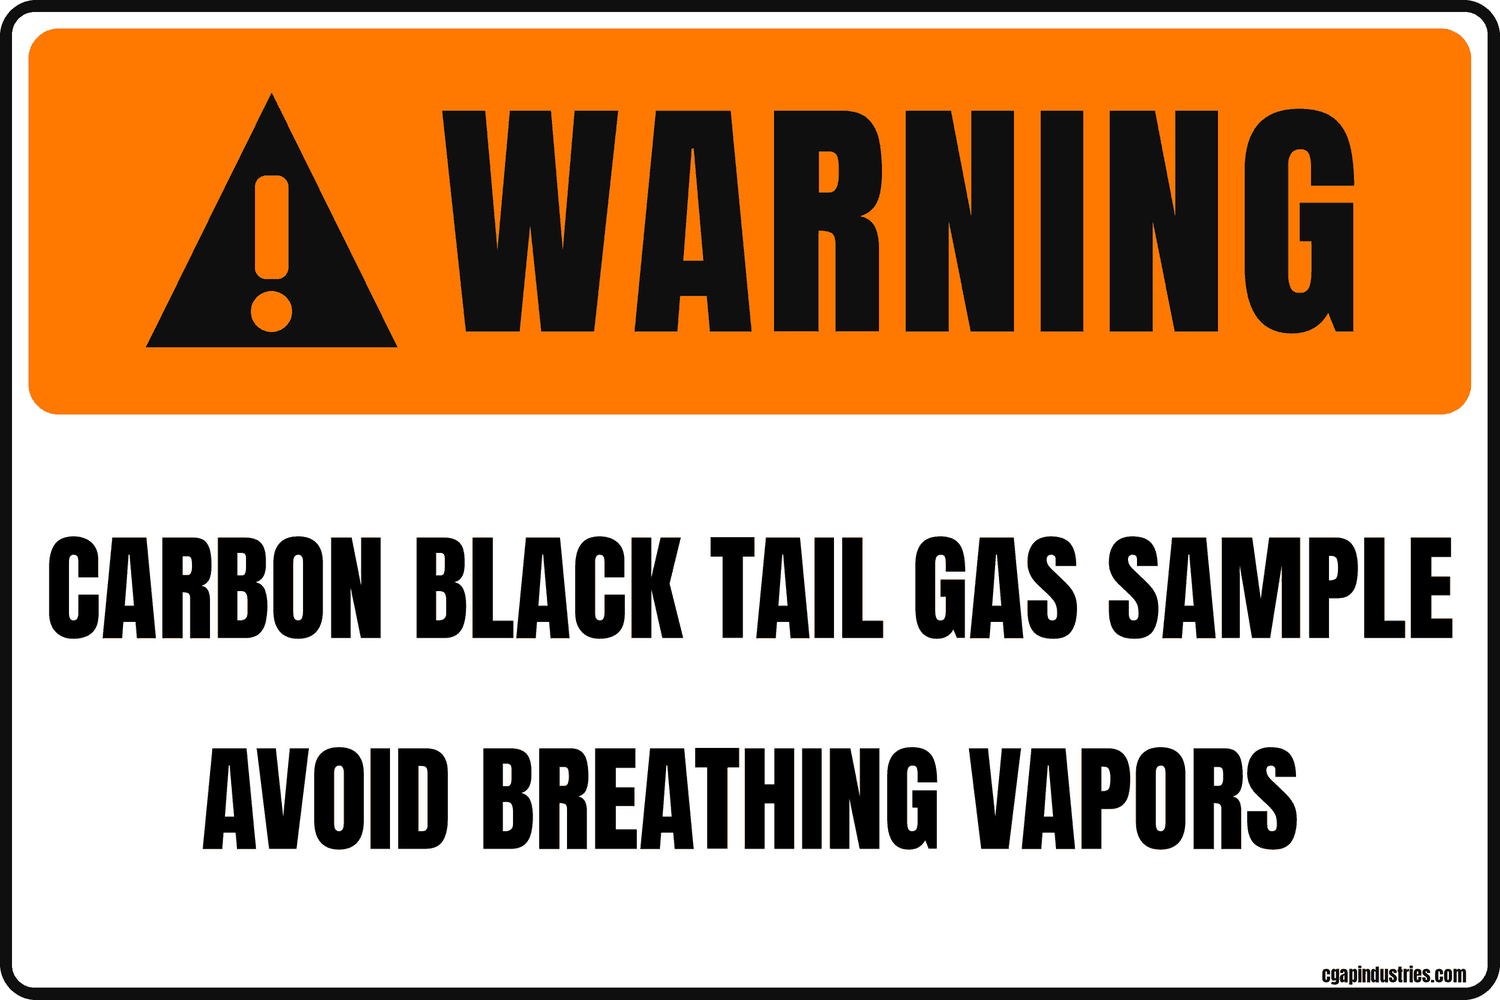 WARNING
CARBON BLACK TAIL GAS SAMPLE
AVOID BREATHING VAPORS
cgapindustries.com